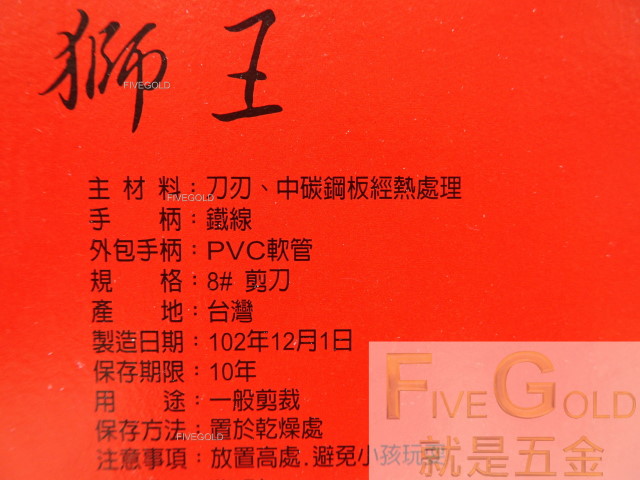 獅王
FIVEGOLD
主材料：刀刃、中碳鋼板經熱處理
FIVEGOLD
手柄：鐵線
外包手柄：PVC軟管
規格：8# 剪刀
產地：台灣
製造日期：102年12月1日
保存期限：10年
用途：一般剪裁
保存方法：置於乾燥處
FIVEGOLD
注意事項：放置高處.避免小孩玩
FIVE GOLD
就是五金